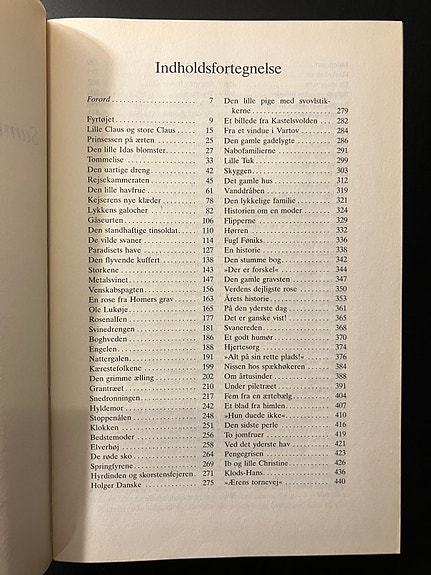 Indholdsfortegnelse
Forord . . . . . . . . . . . . . . . . . . . 7
Fyrtøjet . . . . . . . . . . . . . . . . . . 9
Lille Claus og store Claus . . . . . . 15
Prinsessen på ærten . . . . . . . . . 25
Den lille Idas blomster . . . . . . . . 27
Tommelise . . . . . . . . . . . . . . . . 33
Den uartige dreng . . . . . . . . . . . 42
Rejsekammeraten . . . . . . . . . . . 45
Den lille havfrue . . . . . . . . . . . . 61
Kejserens nye klæder . . . . . . . . . 78
Lykkens galocher . . . . . . . . . . . 82
Gåseurten . . . . . . . . . . . . . . . . 106
Den standhaftige tinsoldat . . . . . 110
De vilde svaner . . . . . . . . . . . . . 114
Paradisets have . . . . . . . . . . . . 127
Den flyvende kuffert . . . . . . . . . 138
Storkene . . . . . . . . . . . . . . . . . 143
Metalsvinet . . . . . . . . . . . . . . . 147
Venskabspagten . . . . . . . . . . . . 156
En rose fra Homers grav . . . . . . 163
Ole Lukøje . . . . . . . . . . . . . . . . 165
Rosenalfen . . . . . . . . . . . . . . . 177
Svinedrengen . . . . . . . . . . . . . . 181
Boghveden . . . . . . . . . . . . . . . 186
Engelen . . . . . . . . . . . . . . . . . 188
Nattergalen . . . . . . . . . . . . . . . 191
Kærestefolkene . . . . . . . . . . . . 199
Den grimme ælling . . . . . . . . . . 202
Grantræet . . . . . . . . . . . . . . . . 210
Snedronningen . . . . . . . . . . . . . 217
Hyldemor . . . . . . . . . . . . . . . . 242
Stoppenålen . . . . . . . . . . . . . . . 248
Klokken . . . . . . . . . . . . . . . . . 251
Bedstemoder . . . . . . . . . . . . . . 256
Elverhøj . . . . . . . . . . . . . . . . . 258
De røde sko . . . . . . . . . . . . . . . 264
Springfyrene . . . . . . . . . . . . . . 269
Hyrdinden og skorstensfejeren . 271
Holger Danske . . . . . . . . . . . . . 275
Den lille pige med svovlstik-
kerne . . . . . . . . . . . . . . . . . . 279
Et billede fra Kastelsvolden . . . . 282
Fra et vindue i Vartov . . . . . . . . 284
Den gamle gadelygte . . . . . . . . . 286
Nabofamilierne . . . . . . . . . . . . . 291
Lille Tuk . . . . . . . . . . . . . . . . . 299
Skyggen . . . . . . . . . . . . . . . . . 303
Det gamle hus . . . . . . . . . . . . . 312
Vanddråben . . . . . . . . . . . . . . . 319
Den lykkelige familie . . . . . . . . . 321
Historien om en moder . . . . . . . 324
Flipperne . . . . . . . . . . . . . . . . . 329
Hørren . . . . . . . . . . . . . . . . . . 332
Fugl Føniks . . . . . . . . . . . . . . . 336
En historie . . . . . . . . . . . . . . . . 338
Den stumme bog . . . . . . . . . . . 342
»Der er forskel« . . . . . . . . . . . . 344
Den gamle gravsten . . . . . . . . . 347
Verdens dejligste rose . . . . . . . . 350
Årets historie . . . . . . . . . . . . . . 353
På den yderste dag . . . . . . . . . . 361
Det er ganske vist! . . . . . . . . . . 365
Svanereden . . . . . . . . . . . . . . . 368
Et godt humør . . . . . . . . . . . . . 370
Hjertesorg . . . . . . . . . . . . . . . . 374
»Alt på sin rette plads!« . . . . . . . 376
Nissen hos spækhøkeren . . . . . . 384
Om årtusinder . . . . . . . . . . . . . 388
Under piletræet . . . . . . . . . . . . 391
Fem fra en ærtebælg . . . . . . . . . 404
Et blad fra himlen . . . . . . . . . . . 407
»Hun duede ikke« . . . . . . . . . . . 410
Den sidste perle . . . . . . . . . . . . 416
To jomfruer . . . . . . . . . . . . . . . 419
Ved det yderste hav . . . . . . . . . 421
Pengegrisen . . . . . . . . . . . . . . . 423
Ib og lille Christine . . . . . . . . . . 426
Klods-Hans . . . . . . . . . . . . . . . 436
»Ærens tornevej« . . . . . . . . . . . 440